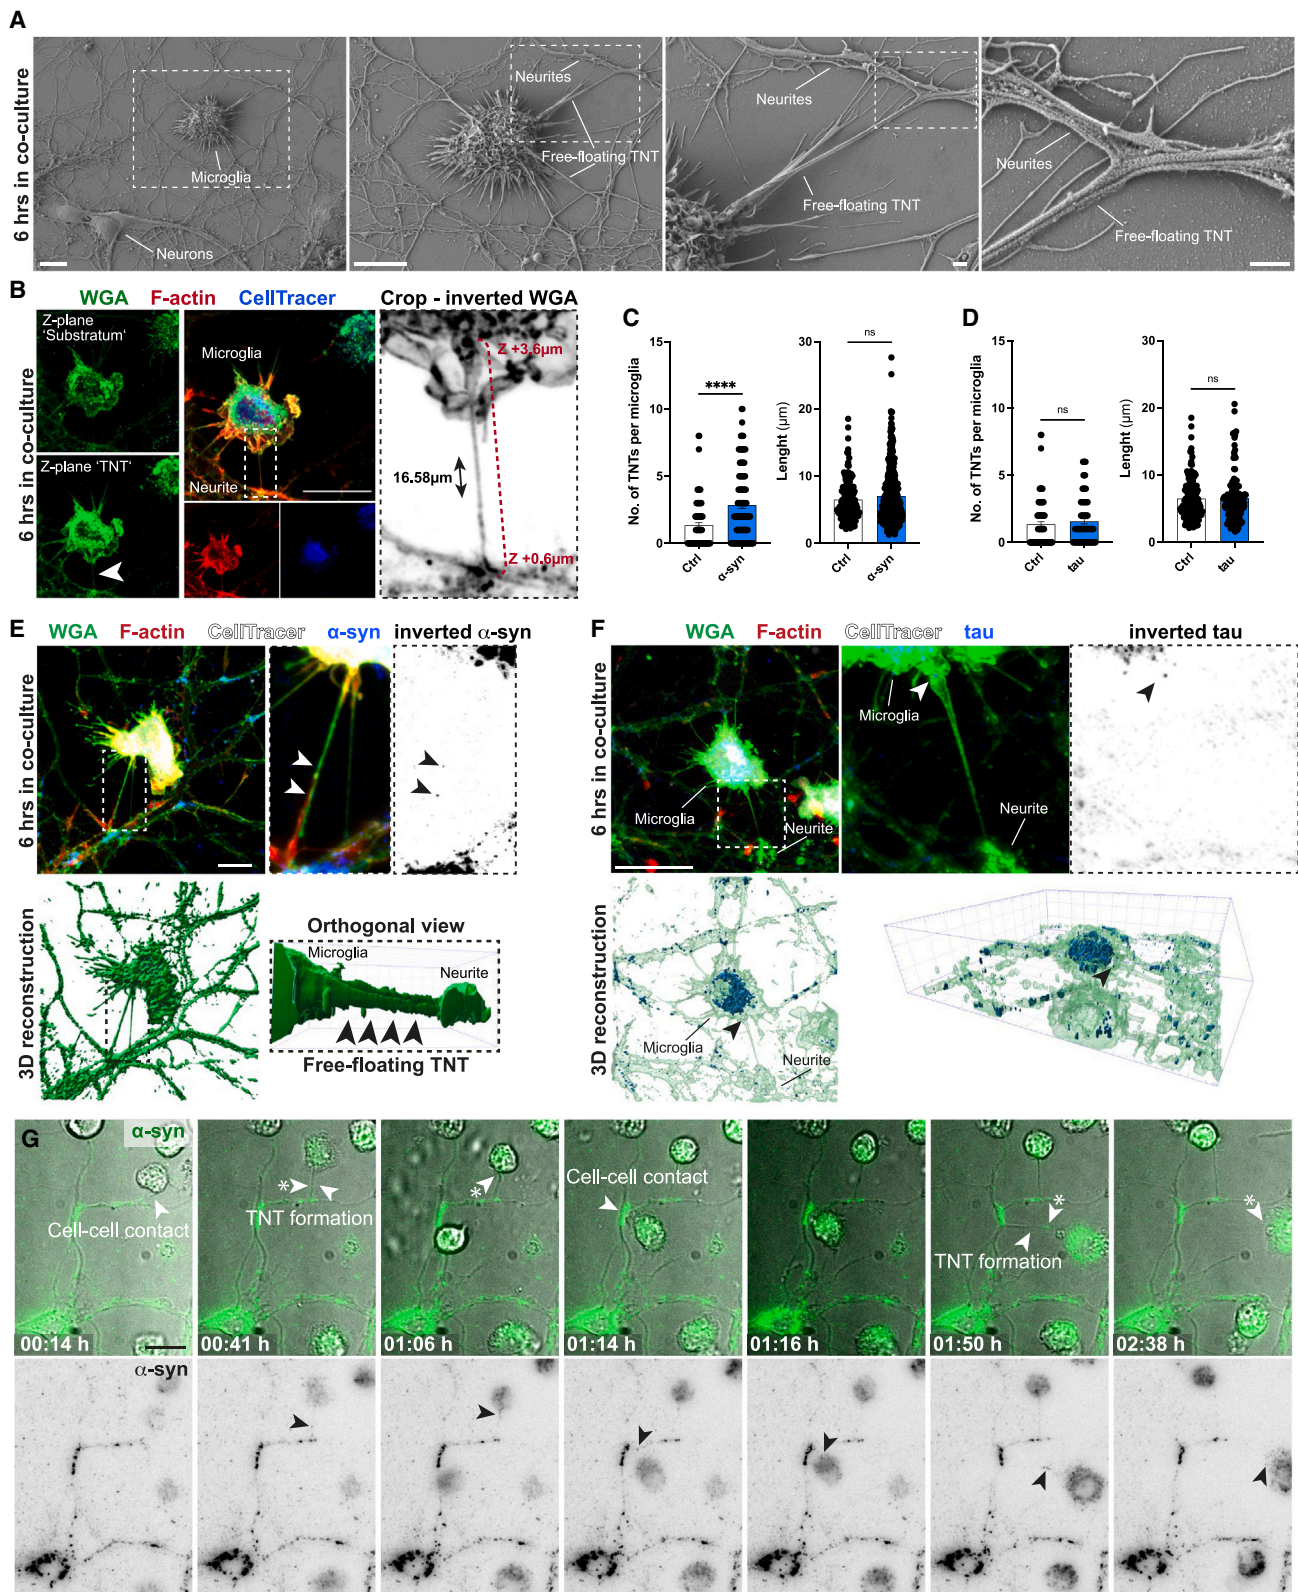 A
6 hrs in co-culture
Microglia
Neurons
Neurites
Free-floating TNT
Neurites
Free-floating TNT
Neurites
Free-floating TNT
B
WGA F-actin CellTracer Crop - inverted WGA
6 hrs in co-culture
Z-plane
'Substratum'
Z-plane 'TNT'
Microglia
Neurite
Z +3.6µm
16.58µm
Z +0.6µm
C
No. of TNTs per microglia
15
10
5
0
****
Ctrl
α-syn
Lenght (µm)
30
20
10
0
ns
Ctrl
α-syn
D
No. of TNTs per microglia
15
10
5
0
ns
Ctrl
tau
Lenght (µm)
30
20
10
0
ns
Ctrl
tau
E
WGA F-actin CellTracer α-syn inverted α-syn
6 hrs in co-culture
3D reconstruction
Orthogonal view
Microglia
Neurite
Free-floating TNT
F
WGA F-actin CellTracer tau inverted tau
6 hrs in co-culture
Microglia
Neurite
Microglia
Neurite
3D reconstruction
Microglia
Neurite
G
α-syn
Cell-cell contact
00:14 h
*
TNT formation
00:41 h
*
01:06 h
Cell-cell contact
01:14 h
01:16 h
*
TNT formation
01:50 h
*
02:38 h
α-syn